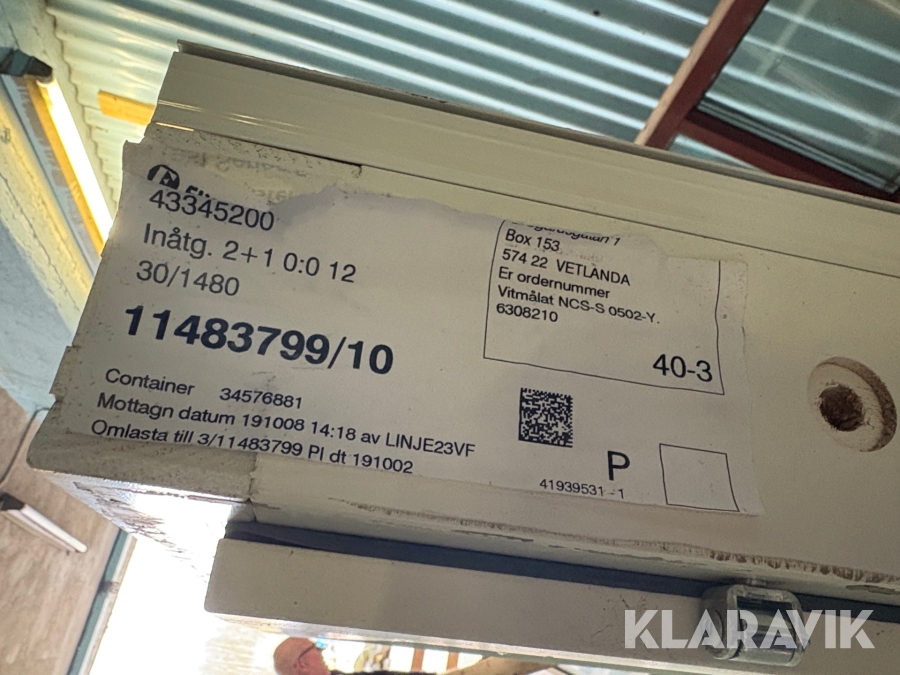 43345200
Inåtg. 2+1 0:0 12
30/1480
11483799/10
Container 34576881
Mottagn datum 191008 14:18 av LINJE23VF
Omlasta till 3/11483799 Pl dt 191002
Box 153
574 22 VETLANDA
Er ordernummer
Vitmålat NCS-S 0502-Y.
6308210
40-3
P
41939531 -1
KLARAVIK